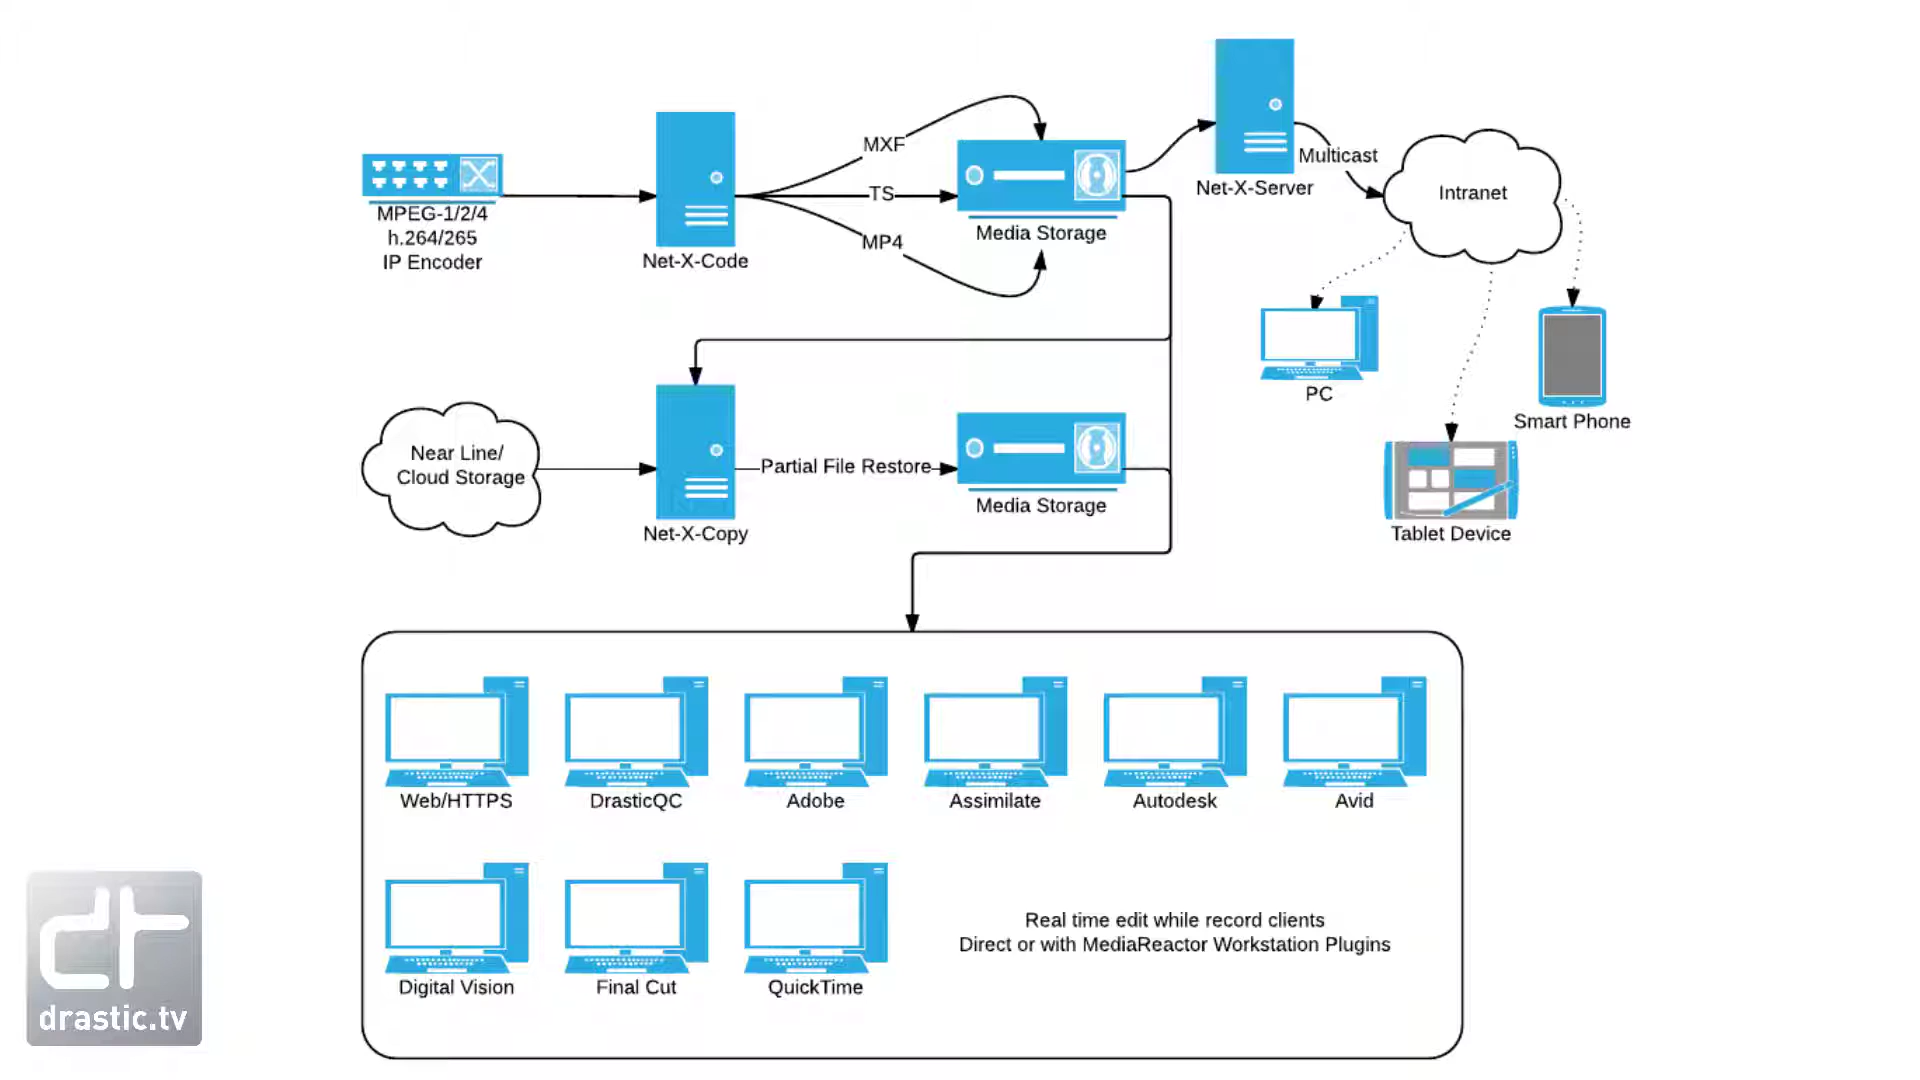 MPEG-1/2/4
h.264/265
IP Encoder
Net-X-Code
MXF
TS
MP4
Media Storage
Net-X-Server
Multicast
Intranet
PC
Smart Phone
Tablet Device
Near Line/
Cloud Storage
Net-X-Copy
Partial File Restore
Media Storage
Web/HTTPS
DrasticQC
Adobe
Assimilate
Autodesk
Avid
Digital Vision
Final Cut
QuickTime
Real time edit while record clients
Direct or with MediaReactor Workstation Plugins
dt
drastic.tv